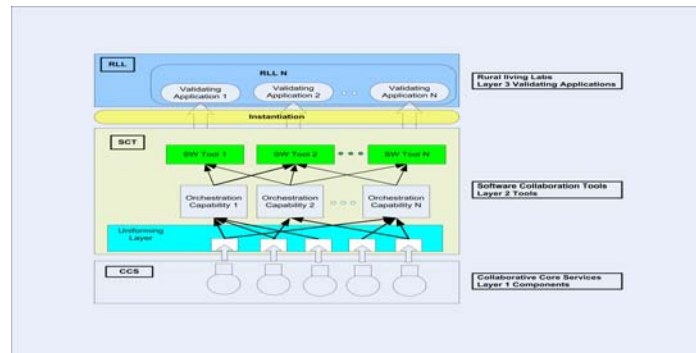 RLL
RLL N
Validating
Application 1
Validating
Application 2
Validating
Application N
Rural living Labs
Layer 3 Validating Applications
Instantiation
SCT
SW Tool 1
SW Tool 2
SW Tool N
Orchestration
Capability 1
Orchestration
Capability 2
Orchestration
Capability N
Software Collaboration Tools
Layer 2 Tools
Uniforming
Layer
CCS
Collaborative Core Services
Layer 1 Components